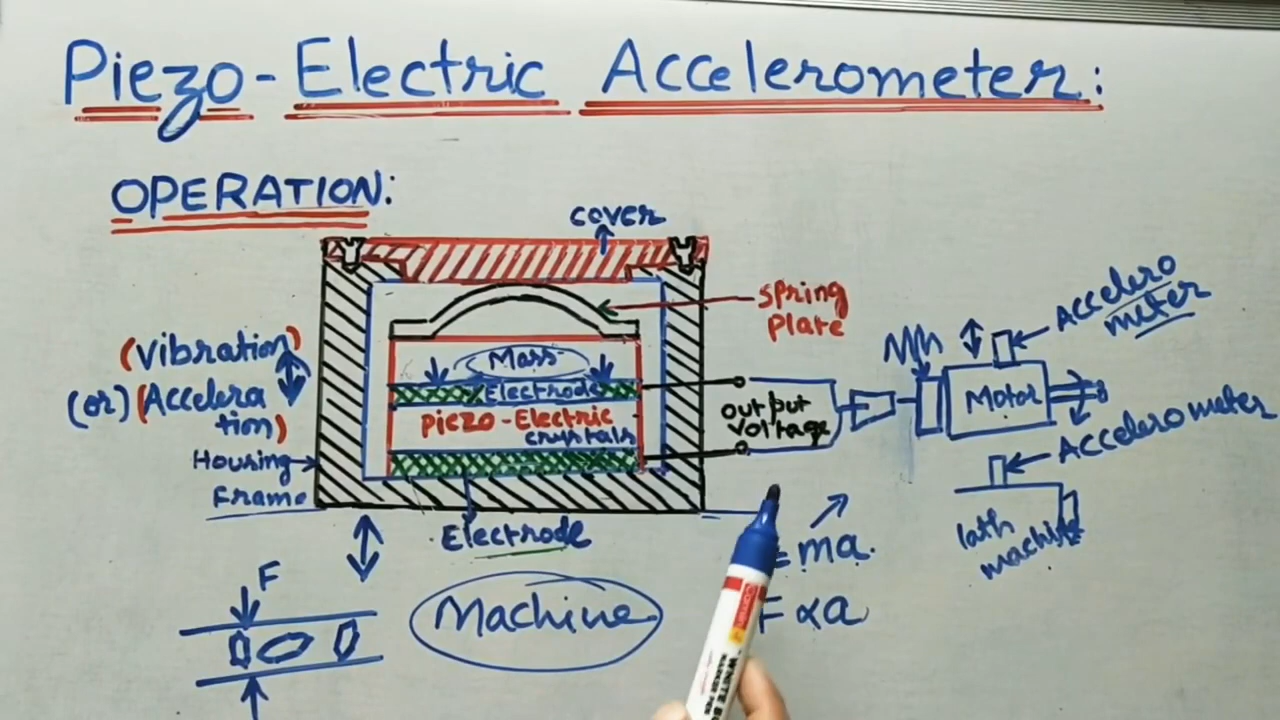 Piezo-Electric Accelerometer:
OPERATION:
cover
Spring
Plate
(Vibration)
(or) (Accelera
tion)
Housing
Frame
Mass
Electrode
Piezo-Electric
crystals
Electrode
output
voltage
Motor
Accelero
meter
Accelerometer
lath
machine
F
Machine
= ma.
F ∝ a